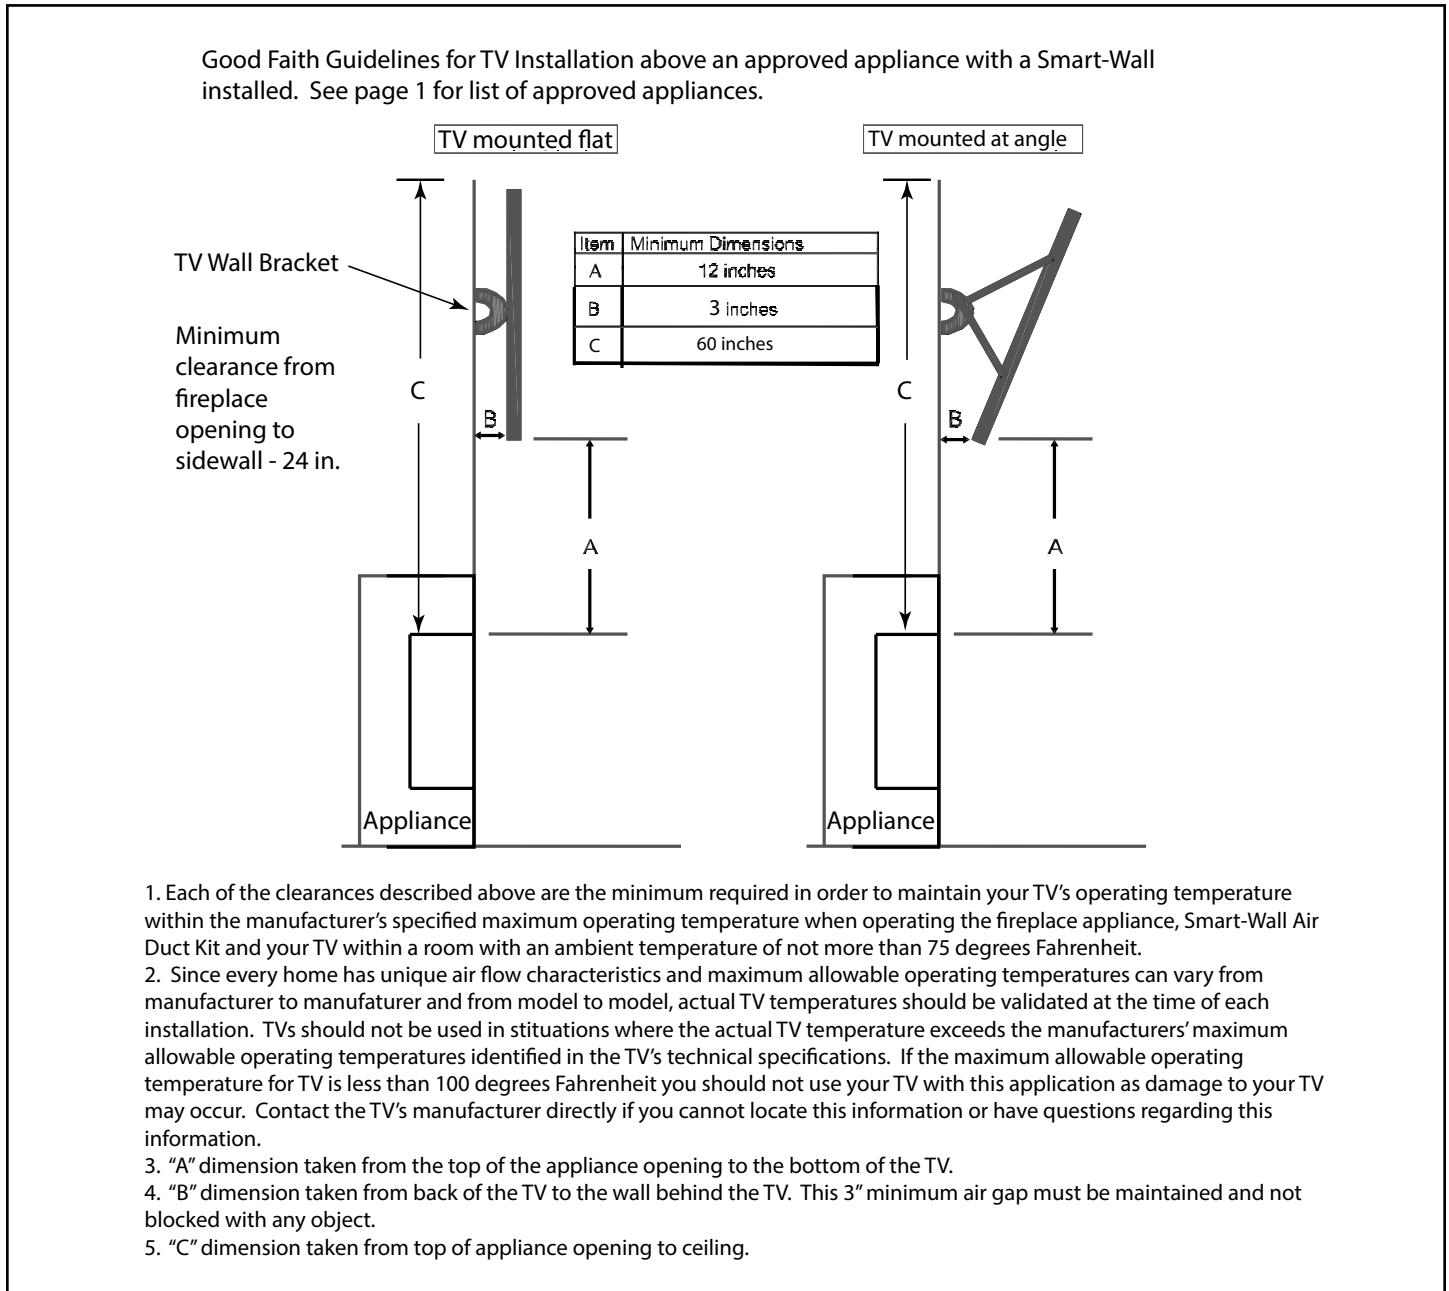 Good Faith Guidelines for TV Installation above an approved appliance with a Smart-Wall
installed.  See page 1 for list of approved appliances.
TV mounted flat
TV mounted at angle
TV Wall Bracket
Minimum
clearance from
fireplace
opening to
sidewall - 24 in.
Item Minimum Dimensions
A 12 inches
B 3 inches
C 60 inches
C
B
A
Appliance
C
B
A
Appliance
1. Each of the clearances described above are the minimum required in order to maintain your TV's operating temperature
within the manufacturer's specified maximum operating temperature when operating the fireplace appliance, Smart-Wall Air
Duct Kit and your TV within a room with an ambient temperature of not more than 75 degrees Fahrenheit.
2.  Since every home has unique air flow characteristics and maximum allowable operating temperatures can vary from
manufacturer to manufaturer and from model to model, actual TV temperatures should be validated at the time of each
installation.  TVs should not be used in stituations where the actual TV temperature exceeds the manufacturers' maximum
allowable operating temperatures identified in the TV's technical specifications.  If the maximum allowable operating
temperature for TV is less than 100 degrees Fahrenheit you should not use your TV with this application as damage to your TV
may occur.  Contact the TV's manufacturer directly if you cannot locate this information or have questions regarding this
information.
3.  "A" dimension taken from the top of the appliance opening to the bottom of the TV.
4.  "B" dimension taken from back of the TV to the wall behind the TV.  This 3" minimum air gap must be maintained and not
blocked with any object.
5.  "C" dimension taken from top of appliance opening to ceiling.